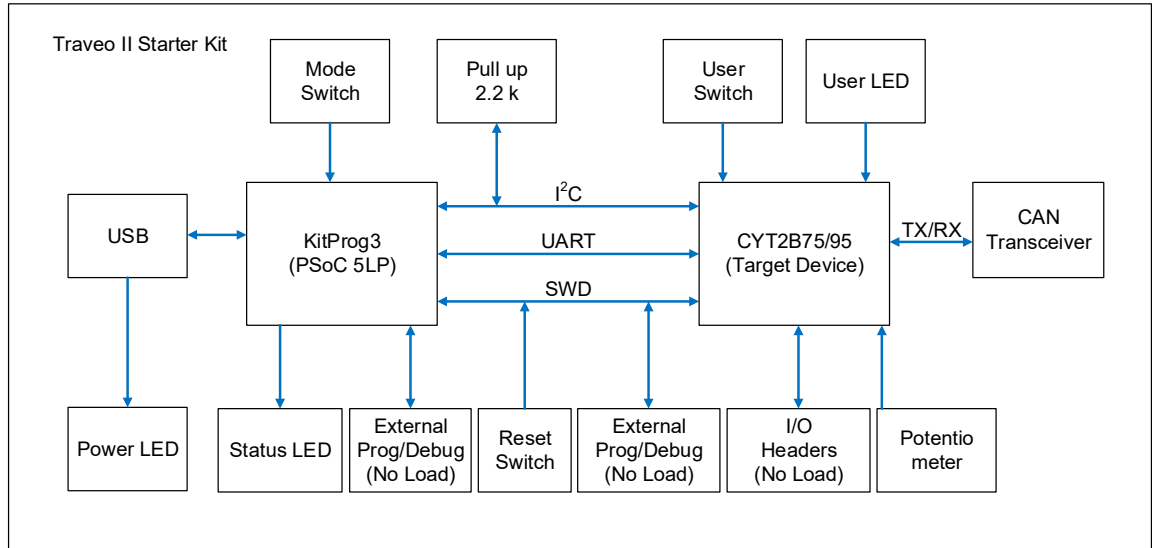 Traveo II Starter Kit
Mode
Switch
Pull up
2.2 k
User
Switch
User LED
USB
KitProg3
(PSoC 5LP)
I²C
UART
SWD
CYT2B75/95
(Target Device)
TX/RX
CAN
Transceiver
Power LED
Status LED
External
Prog/Debug
(No Load)
Reset
Switch
External
Prog/Debug
(No Load)
I/O
Headers
(No Load)
Potentio
meter